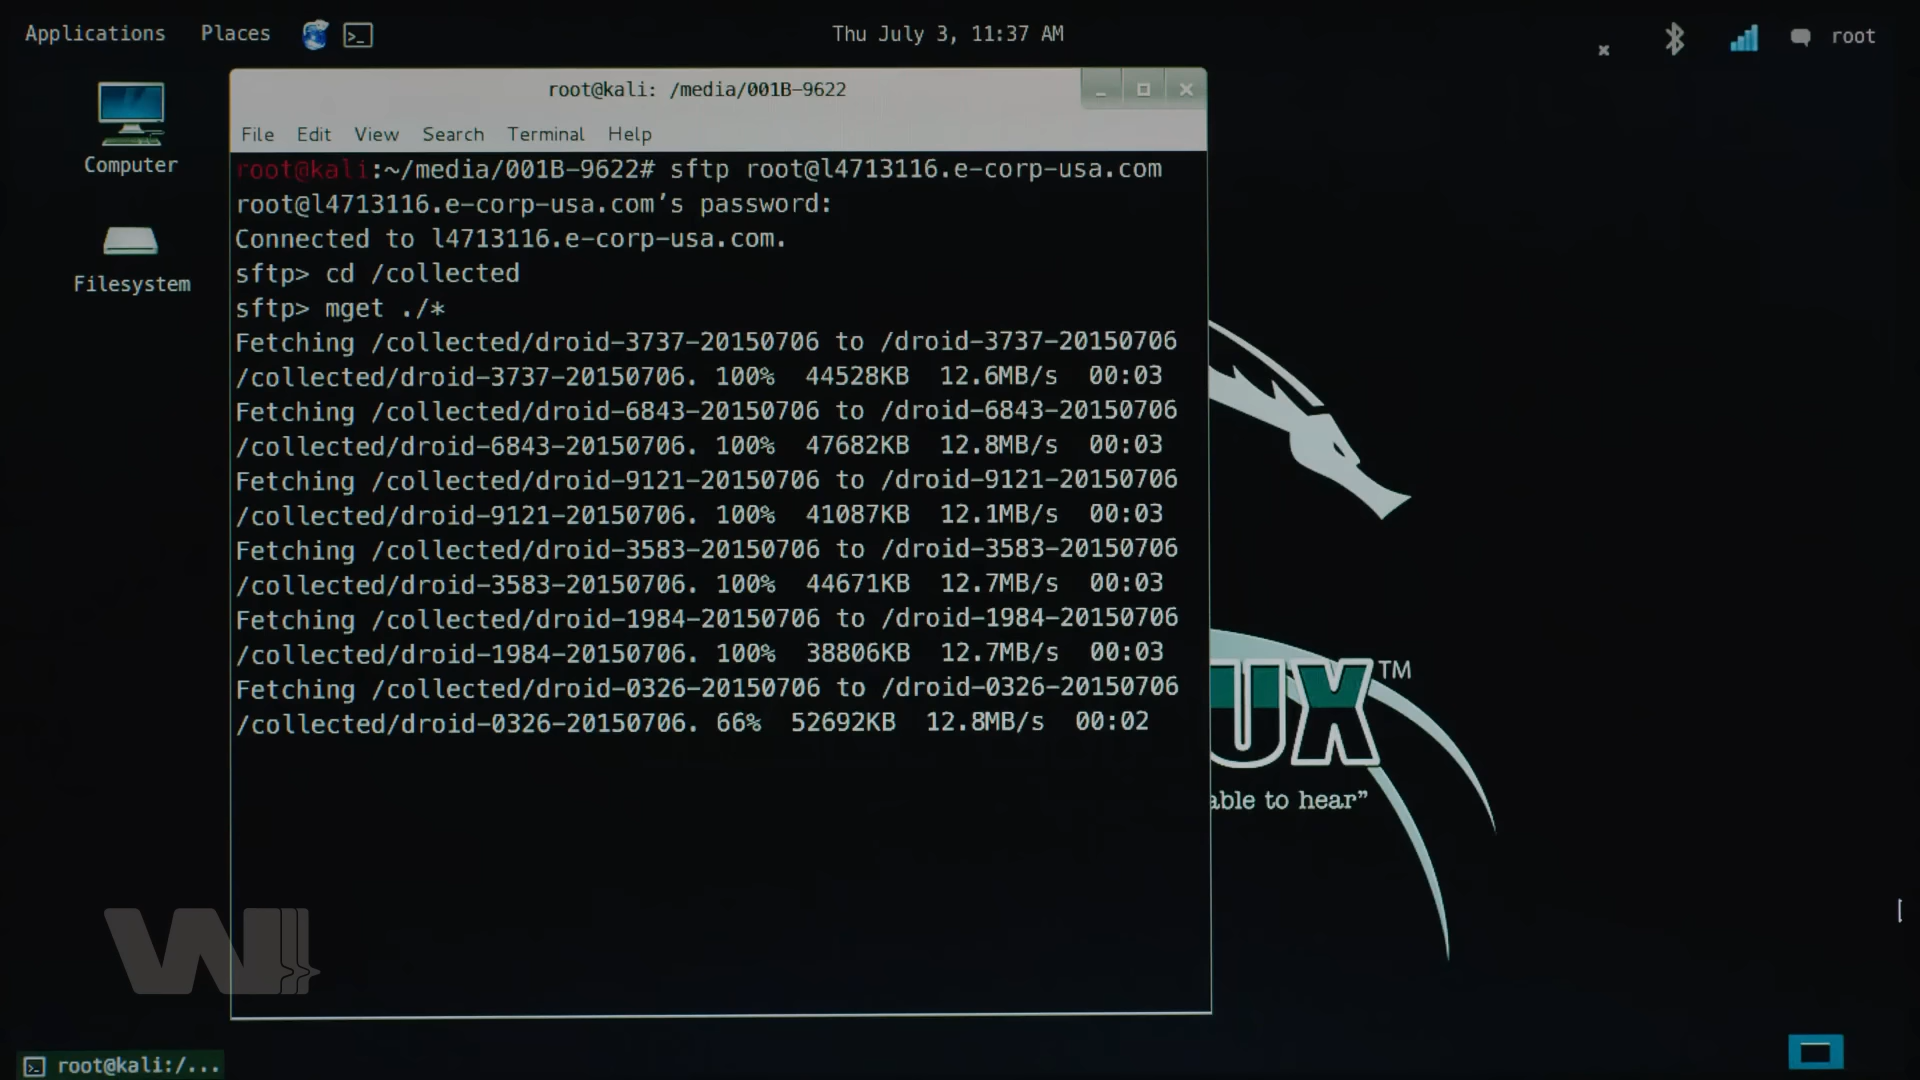 Applications Places Thu July 3, 11:37 AM root
root@kali: /media/001B-9622
File Edit View Search Terminal Help
Computer
Filesystem
root@kali:~/media/001B-9622# sftp root@l4713116.e-corp-usa.com
root@l4713116.e-corp-usa.com’s password:
Connected to l4713116.e-corp-usa.com.
sftp> cd /collected
sftp> mget ./*
Fetching /collected/droid-3737-20150706 to /droid-3737-20150706
/collected/droid-3737-20150706. 100% 44528KB 12.6MB/s 00:03
Fetching /collected/droid-6843-20150706 to /droid-6843-20150706
/collected/droid-6843-20150706. 100% 47682KB 12.8MB/s 00:03
Fetching /collected/droid-9121-20150706 to /droid-9121-20150706
/collected/droid-9121-20150706. 100% 41087KB 12.1MB/s 00:03
Fetching /collected/droid-3583-20150706 to /droid-3583-20150706
/collected/droid-3583-20150706. 100% 44671KB 12.7MB/s 00:03
Fetching /collected/droid-1984-20150706 to /droid-1984-20150706
/collected/droid-1984-20150706. 100% 38806KB 12.7MB/s 00:03
Fetching /collected/droid-0326-20150706 to /droid-0326-20150706
/collected/droid-0326-20150706. 66% 52692KB 12.8MB/s 00:02
UX™
able to hear”
W
root@kali:/...